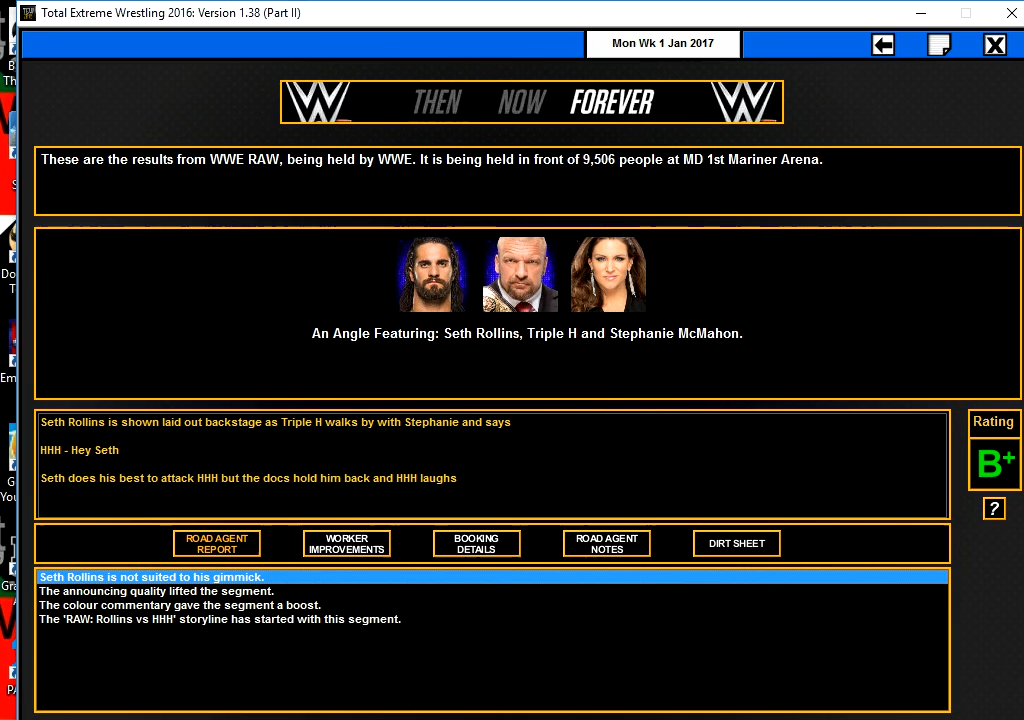 Total Extreme Wrestling 2016: Version 1.38 (Part II)
Mon Wk 1 Jan 2017
THEN NOW FOREVER
These are the results from WWE RAW, being held by WWE. It is being held in front of 9,506 people at MD 1st Mariner Arena.
An Angle Featuring: Seth Rollins, Triple H and Stephanie McMahon.
Seth Rollins is shown laid out backstage as Triple H walks by with Stephanie and says
HHH - Hey Seth
Seth does his best to attack HHH but the docs hold him back and HHH laughs
Rating
B+
?
ROAD AGENT
REPORT
WORKER
IMPROVEMENTS
BOOKING
DETAILS
ROAD AGENT
NOTES
DIRT SHEET
Seth Rollins is not suited to his gimmick.
The announcing quality lifted the segment.
The colour commentary gave the segment a boost.
The 'RAW: Rollins vs HHH' storyline has started with this segment.